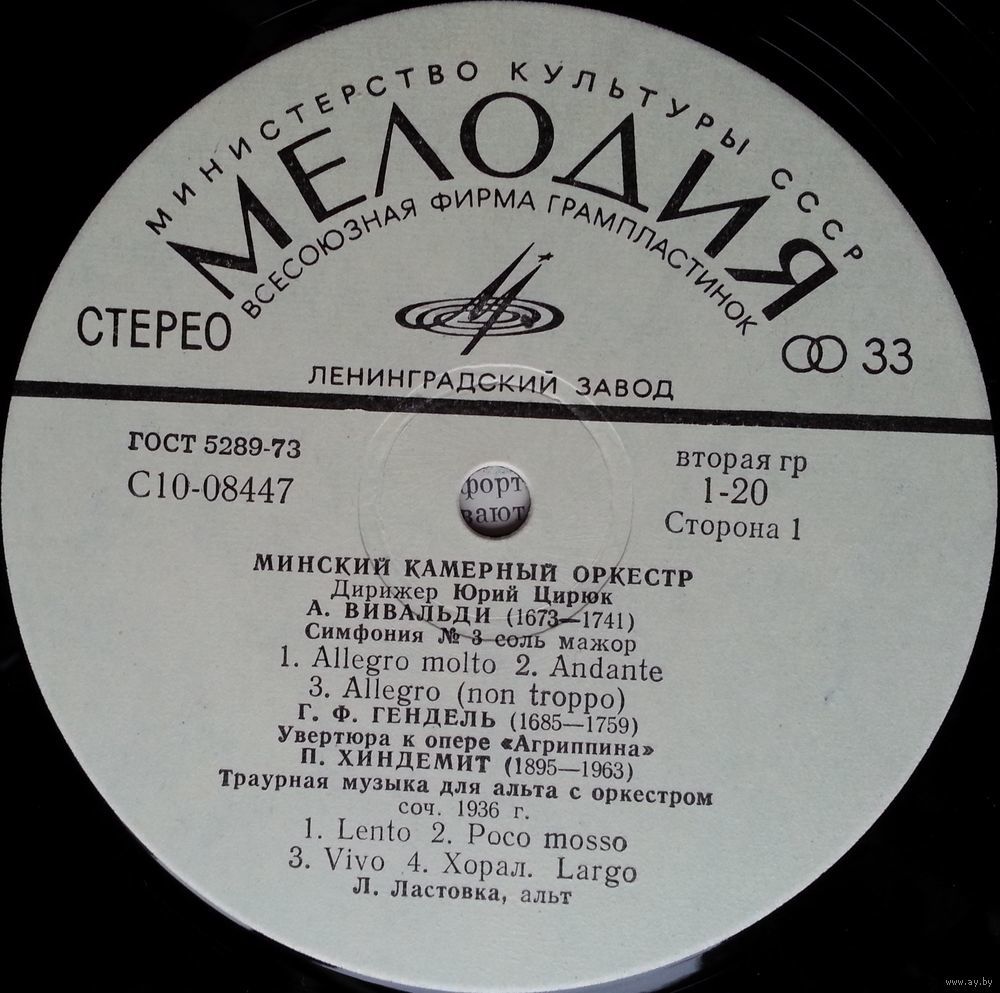 МИНИСТЕРСТВО КУЛЬТУРЫ СССР
МЕЛОДИЯ
ВСЕСОЮЗНАЯ ФИРМА ГРАМПЛАСТИНОК
СТЕРЕО
33
ЛЕНИНГРАДСКИЙ ЗАВОД
ГОСТ 5289-73
С10-08447
вторая гр
1-20
Сторона 1
форт
вают
МИНСКИЙ КАМЕРНЫЙ ОРКЕСТР
Дирижер Юрий Цирюк
А. ВИВАЛЬДИ (1673—1741)
Симфония № 3 соль мажор
1. Allegro molto 2. Andante
3. Allegro (non troppo)
Г. Ф. ГЕНДЕЛЬ (1685—1759)
Увертюра к опере «Агриппина»
П. ХИНДЕМИТ (1895—1963)
Траурная музыка для альта с оркестром
соч. 1936 г.
1. Lento 2. Poco mosso
3. Vivo 4. Хорал. Largo
Л. Ластовка, альт
www.ay.by